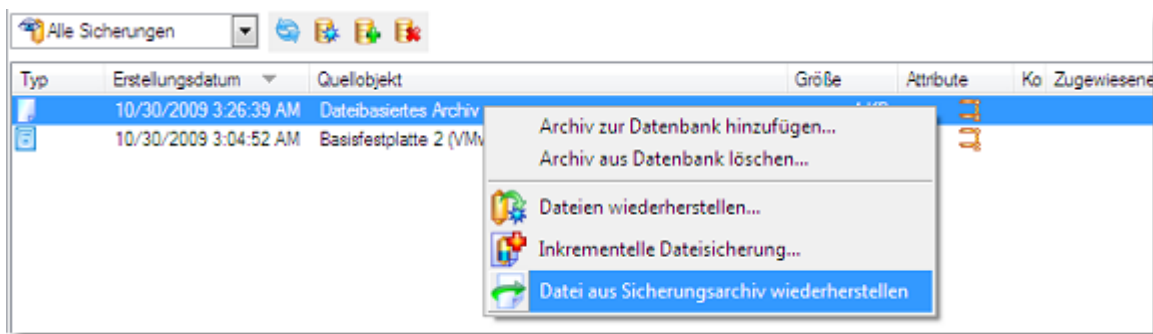 Alle Sicherungen
Typ Erstellungsdatum Quellobjekt Größe Attribute Ko Zugewiesene
10/30/2009 3:26:39 AM Dateibasiertes Archiv
10/30/2009 3:04:52 AM Basisfestplatte 2
Archiv zur Datenbank hinzufügen...
Archiv aus Datenbank löschen...
Dateien wiederherstellen...
Inkrementelle Dateisicherung...
Datei aus Sicherungsarchiv wiederherstellen